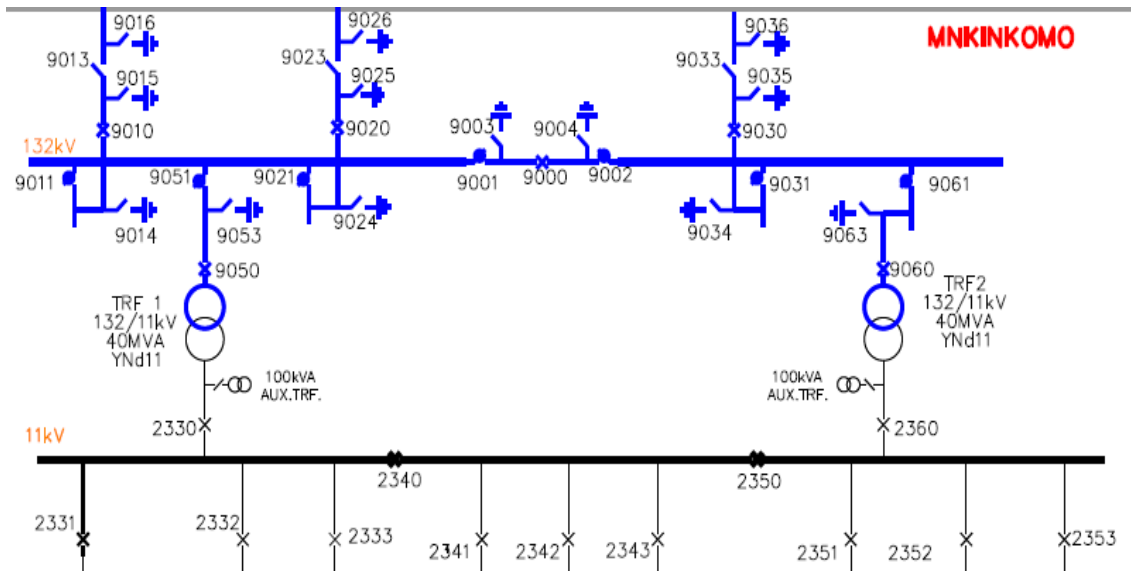 9016
9026
9036
MNKINKOMO
9013
9023
9033
9015
9025
9035
9010
9020
9003
9004
9030
132kV
9011
9051
9021
9001
9000
9002
9031
9061
9014
9053
9024
9034
9063
9050
9060
TRF 1
132/11kV
40MVA
YNd11
TRF2
132/11kV
40MVA
YNd11
100kVA
AUX.TRF.
100kVA
AUX.TRF.
2330
2360
11kV
2340
2350
2331
2332
2333
2341
2342
2343
2351
2352
2353